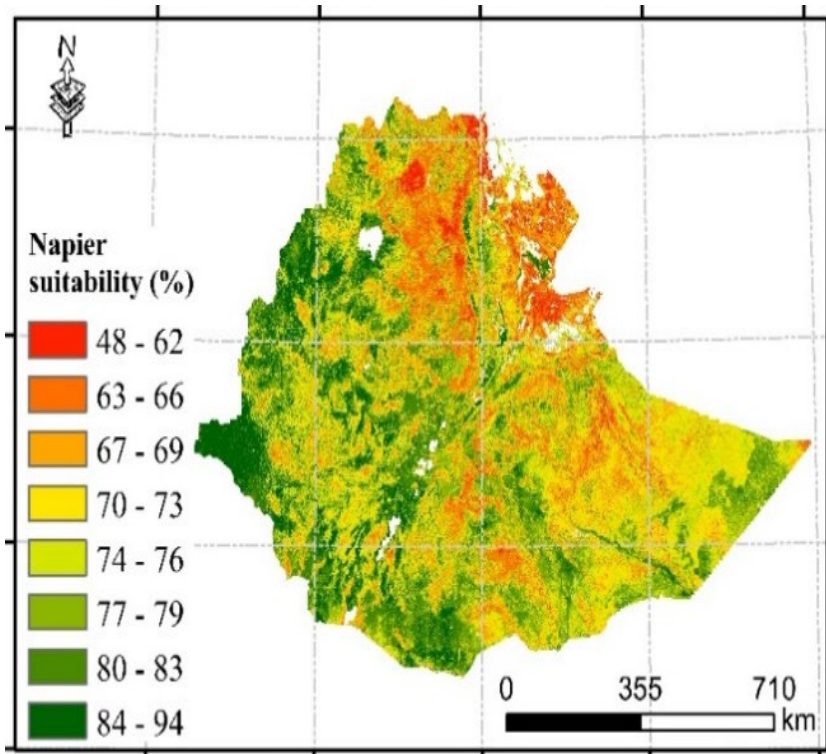 N
Napier
suitability (%)
48 - 62
63 - 66
67 - 69
70 - 73
74 - 76
77 - 79
80 - 83
84 - 94
0 355 710
km